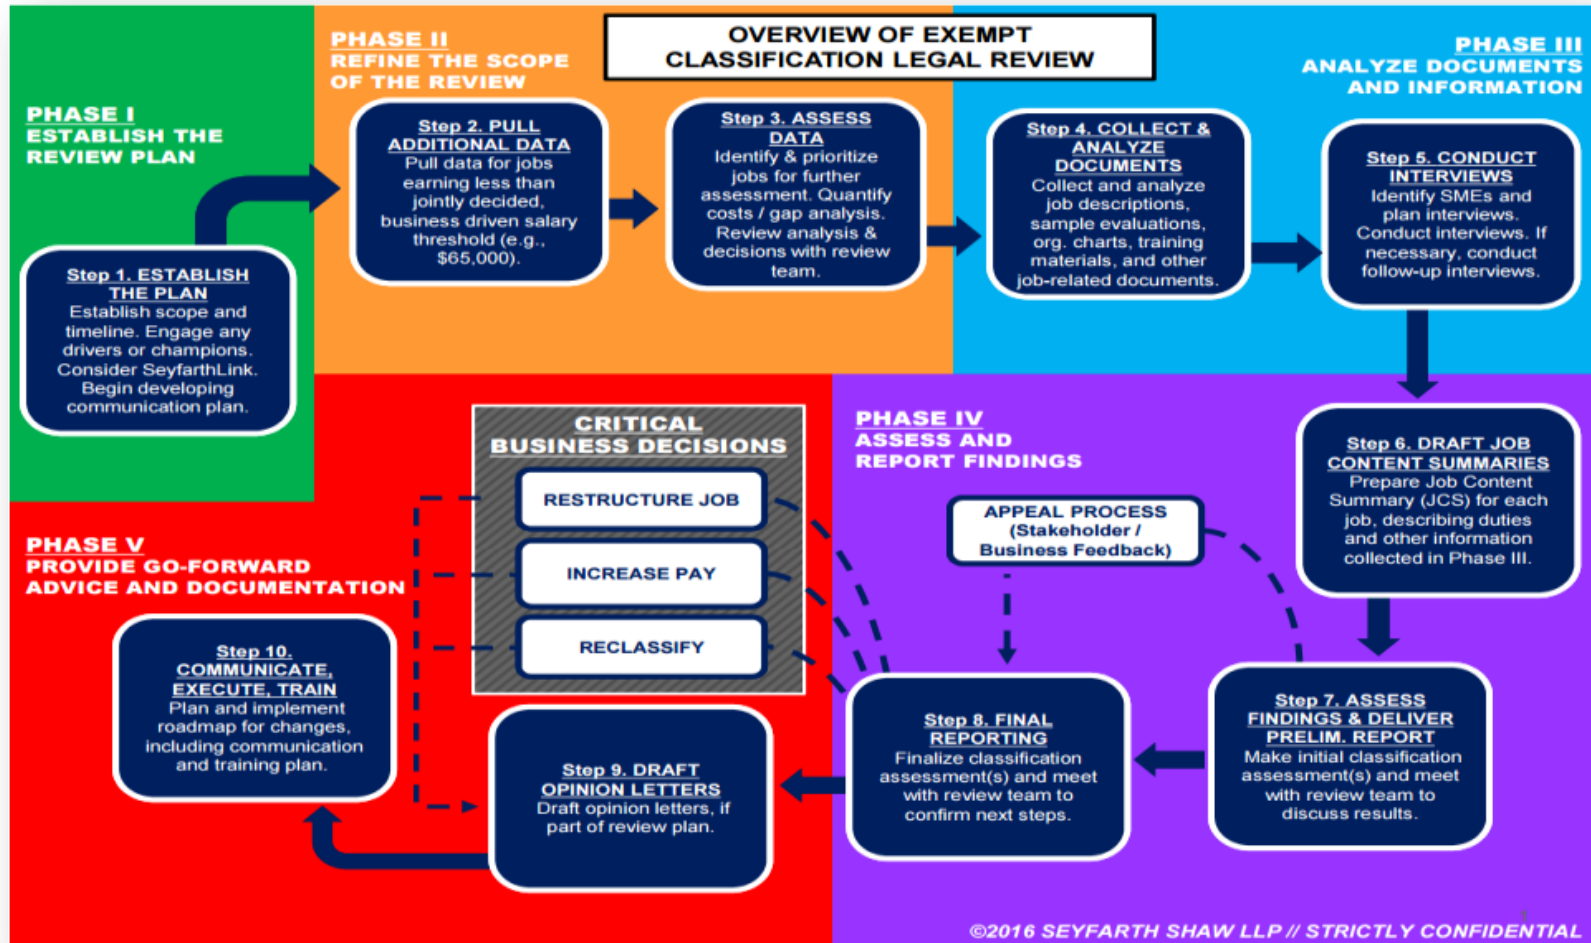 OVERVIEW OF EXEMPT
CLASSIFICATION LEGAL REVIEW
PHASE I
ESTABLISH THE
REVIEW PLAN
Step 1. ESTABLISH
THE PLAN
Establish scope and
timeline. Engage any
drivers or champions.
Consider SeyfarthLink.
Begin developing
communication plan.
PHASE II
REFINE THE SCOPE
OF THE REVIEW
Step 2. PULL
ADDITIONAL DATA
Pull data for jobs
earning less than
jointly decided,
business driven salary
threshold (e.g.,
$65,000).
Step 3. ASSESS
DATA
Identify & prioritize
jobs for further
assessment. Quantify
costs / gap analysis.
Review analysis &
decisions with review
team.
PHASE III
ANALYZE DOCUMENTS
AND INFORMATION
Step 4. COLLECT &
ANALYZE
DOCUMENTS
Collect and analyze
job descriptions,
sample evaluations,
org. charts, training
materials, and other
job-related documents.
Step 5. CONDUCT
INTERVIEWS
Identify SMEs and
plan interviews.
Conduct interviews. If
necessary, conduct
follow-up interviews.
PHASE IV
ASSESS AND
REPORT FINDINGS
Step 6. DRAFT JOB
CONTENT SUMMARIES
Prepare Job Content
Summary (JCS) for each
job, describing duties
and other information
collected in Phase III.
APPEAL PROCESS
(Stakeholder /
Business Feedback)
Step 7. ASSESS
FINDINGS & DELIVER
PRELIM. REPORT
Make initial classification
assessment(s) and meet
with review team to
discuss results.
Step 8. FINAL
REPORTING
Finalize classification
assessment(s) and meet
with review team to
confirm next steps.
CRITICAL
BUSINESS DECISIONS
RESTRUCTURE JOB
INCREASE PAY
RECLASSIFY
PHASE V
PROVIDE GO-FORWARD
ADVICE AND DOCUMENTATION
Step 9. DRAFT
OPINION LETTERS
Draft opinion letters, if
part of review plan.
Step 10.
COMMUNICATE,
EXECUTE, TRAIN
Plan and implement
roadmap for changes,
including communication
and training plan.
©2016 SEYFARTH SHAW LLP // STRICTLY CONFIDENTIAL